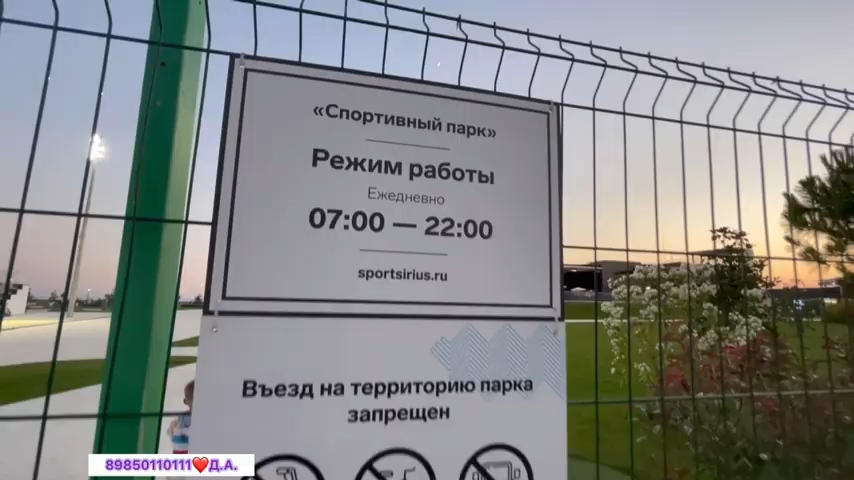 «Спортивный парк»
Режим работы
Ежедневно
07:00 — 22:00
sportsirius.ru
Въезд на территорию парка
запрещен
89850110111❤️Д.А.